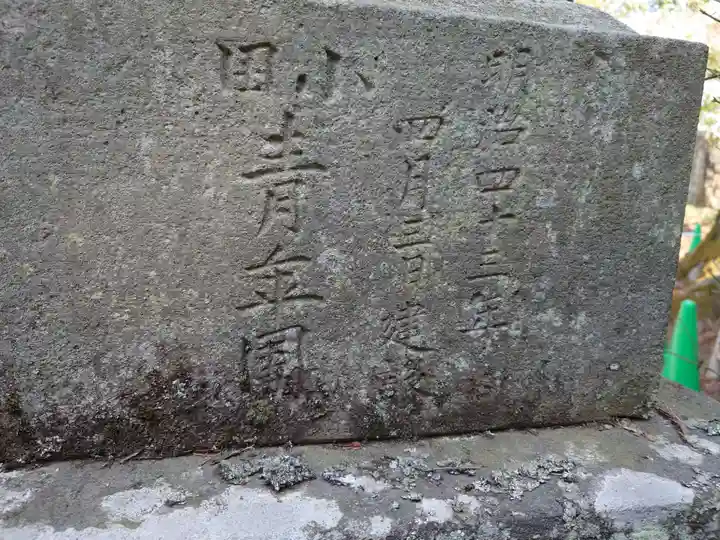 明治四十三年
四月三日建設
小田
青年團